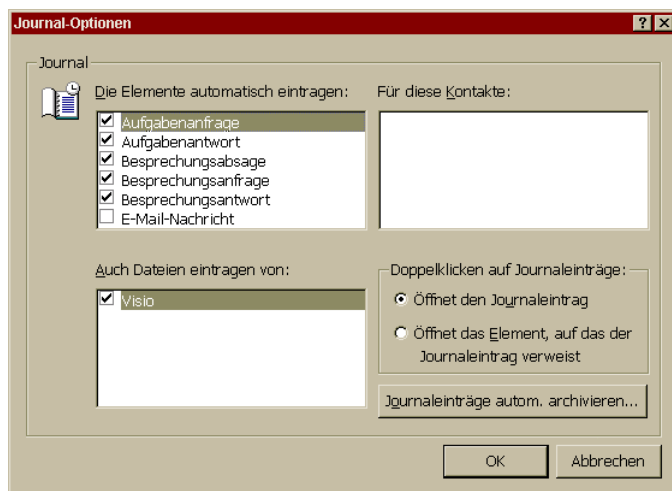 Journal-Optionen
Journal
Die Elemente automatisch eintragen:
Aufgabenanfrage
Aufgabenantwort
Besprechungsabsage
Besprechungsanfrage
Besprechungsantwort
E-Mail-Nachricht
Für diese Kontakte:
Auch Dateien eintragen von:
Visio
Doppelklicken auf Journaleinträge:
Öffnet den Journaleintrag
Öffnet das Element, auf das der
Journaleintrag verweist
Journaleinträge autom. archivieren...
OK
Abbrechen